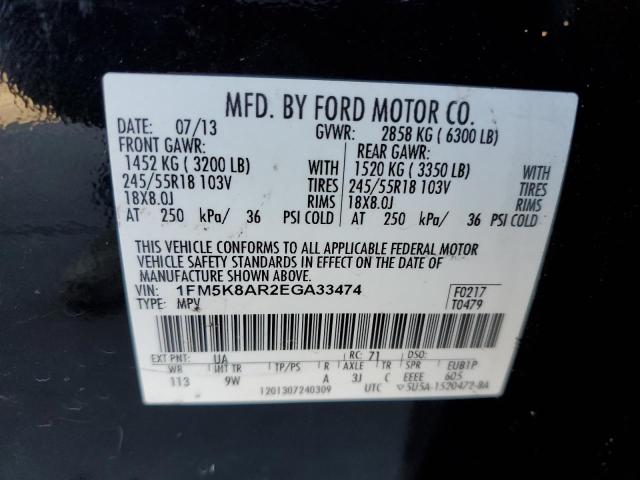 MFD. BY FORD MOTOR CO.
DATE: 07/13 GVWR: 2858 KG ( 6300 LB)
FRONT GAWR: REAR GAWR:
1452 KG ( 3200 LB) WITH 1520 KG ( 3350 LB) WITH
245/55R18 103V TIRES 245/55R18 103V TIRES
18X8.0J RIMS 18X8.0J RIMS
AT 250 kPa/ 36 PSI COLD AT 250 kPa/ 36 PSI COLD
THIS VEHICLE CONFORMS TO ALL APPLICABLE FEDERAL MOTOR
VEHICLE SAFETY STANDARDS IN EFFECT ON THE DATE OF
MANUFACTURE SHOWN ABOVE.
VIN: 1FM5K8AR2EGA33474 F0217
TYPE: MPV T0479
EXT PNT: UA RC: 71 DSO:
WB INT TR TP/PS R AXLE TR SPR EUB1P
113 9W A 3J C EEEE 605
1201307240309 UTC ▽5U5A-1520472-BA